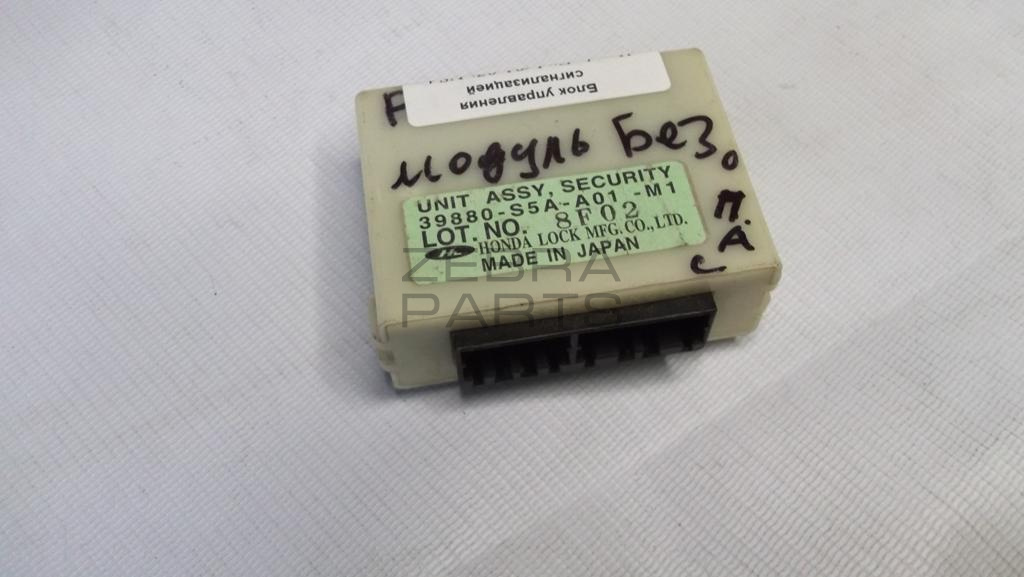 Блок управления
сигнализацией
модуль Без
UNIT ASSY, SECURITY
39880-S5A-A01 -M1
LOT. NO. 8F02
HONDA LOCK MFG. CO., LTD.
MADE IN JAPAN
П.
А
с
ZEBRA
PARTS